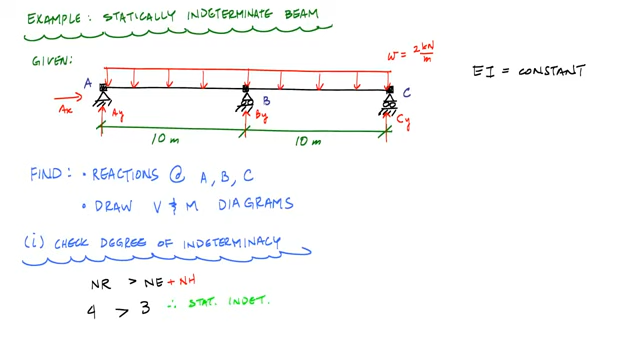 EXAMPLE: STATICALLY INDETERMINATE BEAM
GIVEN:
W = 2 kN/m
EI = CONSTANT
A
B
C
Ax
Ay
By
Cy
10 m
10 m
FIND: • REACTIONS @ A, B, C
• DRAW V & M DIAGRAMS
(i) CHECK DEGREE OF INDETERMINACY
NR > NE + NH
4 > 3 ∴ STAT. INDET.